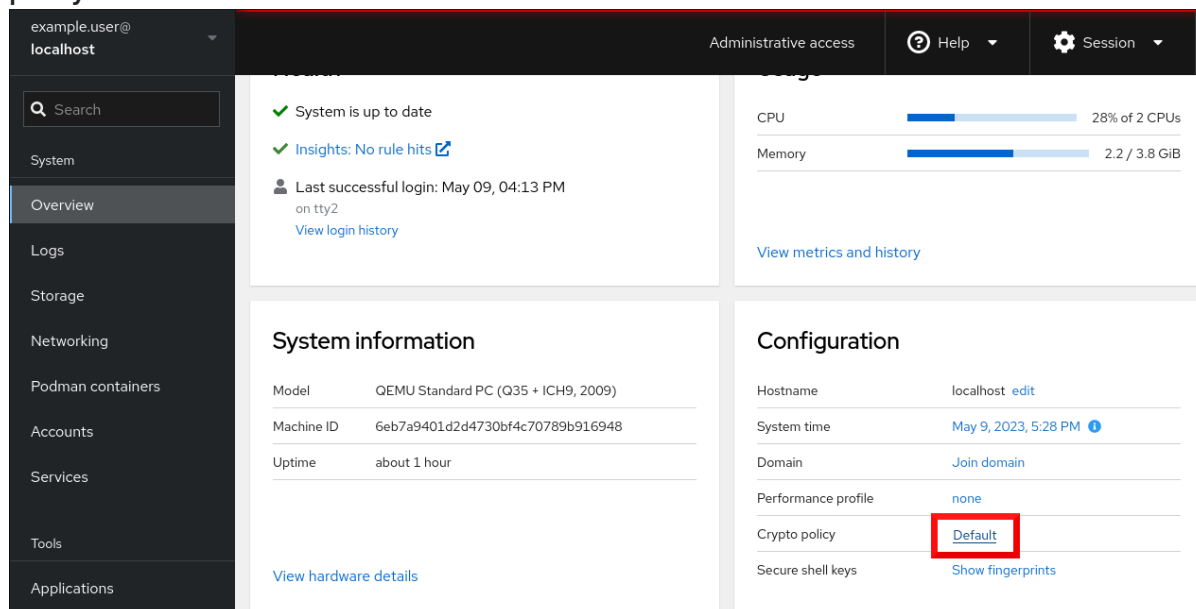 example.user@
localhost
Administrative access
Help
Session
Search
System
Overview
Logs
Storage
Networking
Podman containers
Accounts
Services
Tools
Applications
System is up to date
Insights: No rule hits
Last successful login: May 09, 04:13 PM
on tty2
View login history
CPU 28% of 2 CPUs
Memory 2.2 / 3.8 GiB
View metrics and history
System information
Model QEMU Standard PC (Q35 + ICH9, 2009)
Machine ID 6eb7a9401d2d4730bf4c70789b916948
Uptime about 1 hour
View hardware details
Configuration
Hostname localhost edit
System time May 9, 2023, 5:28 PM
Domain Join domain
Performance profile none
Crypto policy Default
Secure shell keys Show fingerprints